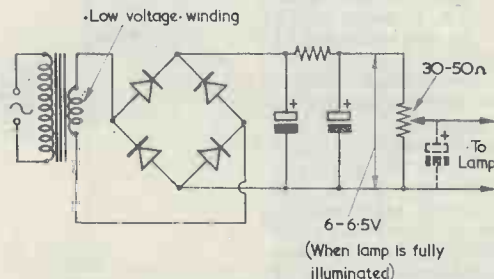 Low voltage winding
30-50Ω
+
+
+
To
Lamp
6-6.5V
(When lamp is fully
illuminated)